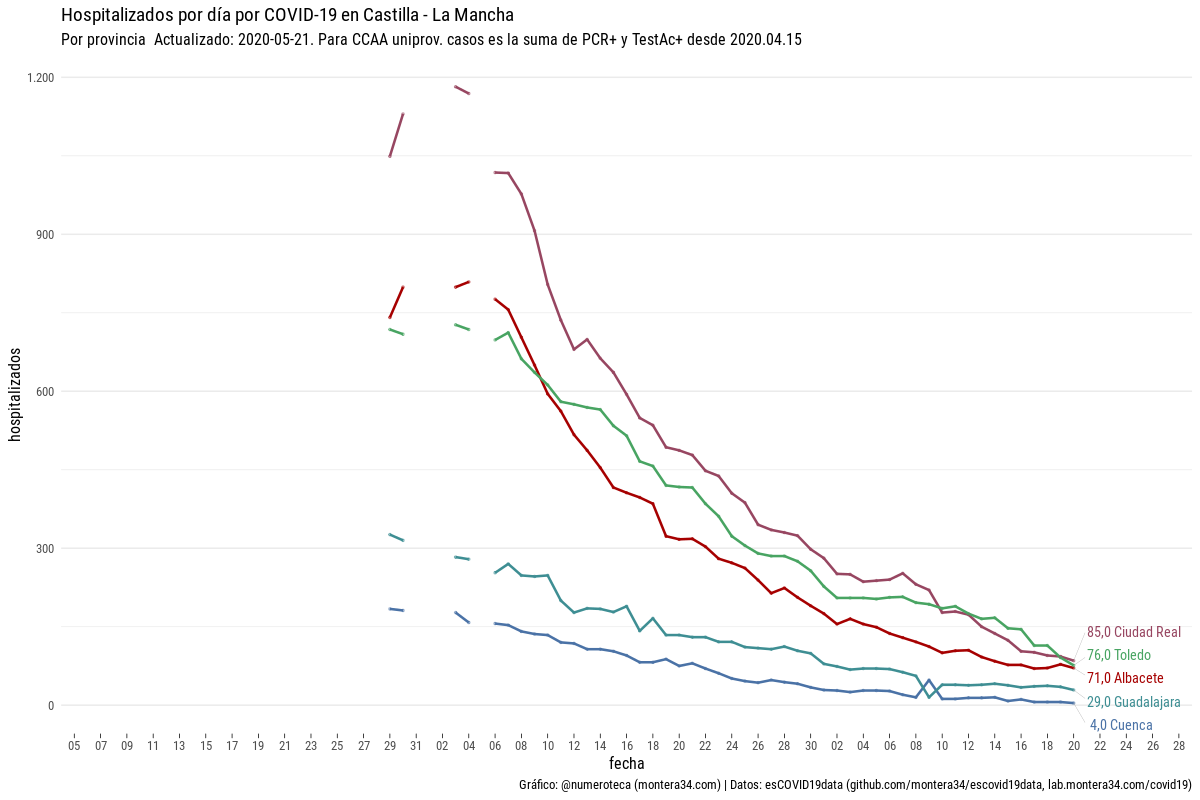 Hospitalizados por día por COVID-19 en Castilla - La Mancha
Por provincia  Actualizado: 2020-05-21. Para CCAA uniprov. casos es la suma de PCR+ y TestAc+ desde 2020.04.15
1.200
900
600
300
0
hospitalizados
85,0 Ciudad Real
76,0 Toledo
71,0 Albacete
29,0 Guadalajara
4,0 Cuenca
05 07 09 11 13 15 17 19 21 23 25 27 29 31 02 04 06 08 10 12 14 16 18 20 22 24 26 28 30 02 04 06 08 10 12 14 16 18 20 22 24 26 28
fecha
Gráfico: @numeroteca (montera34.com) | Datos: esCOVID19data (github.com/montera34/escovid19data, lab.montera34.com/covid19)